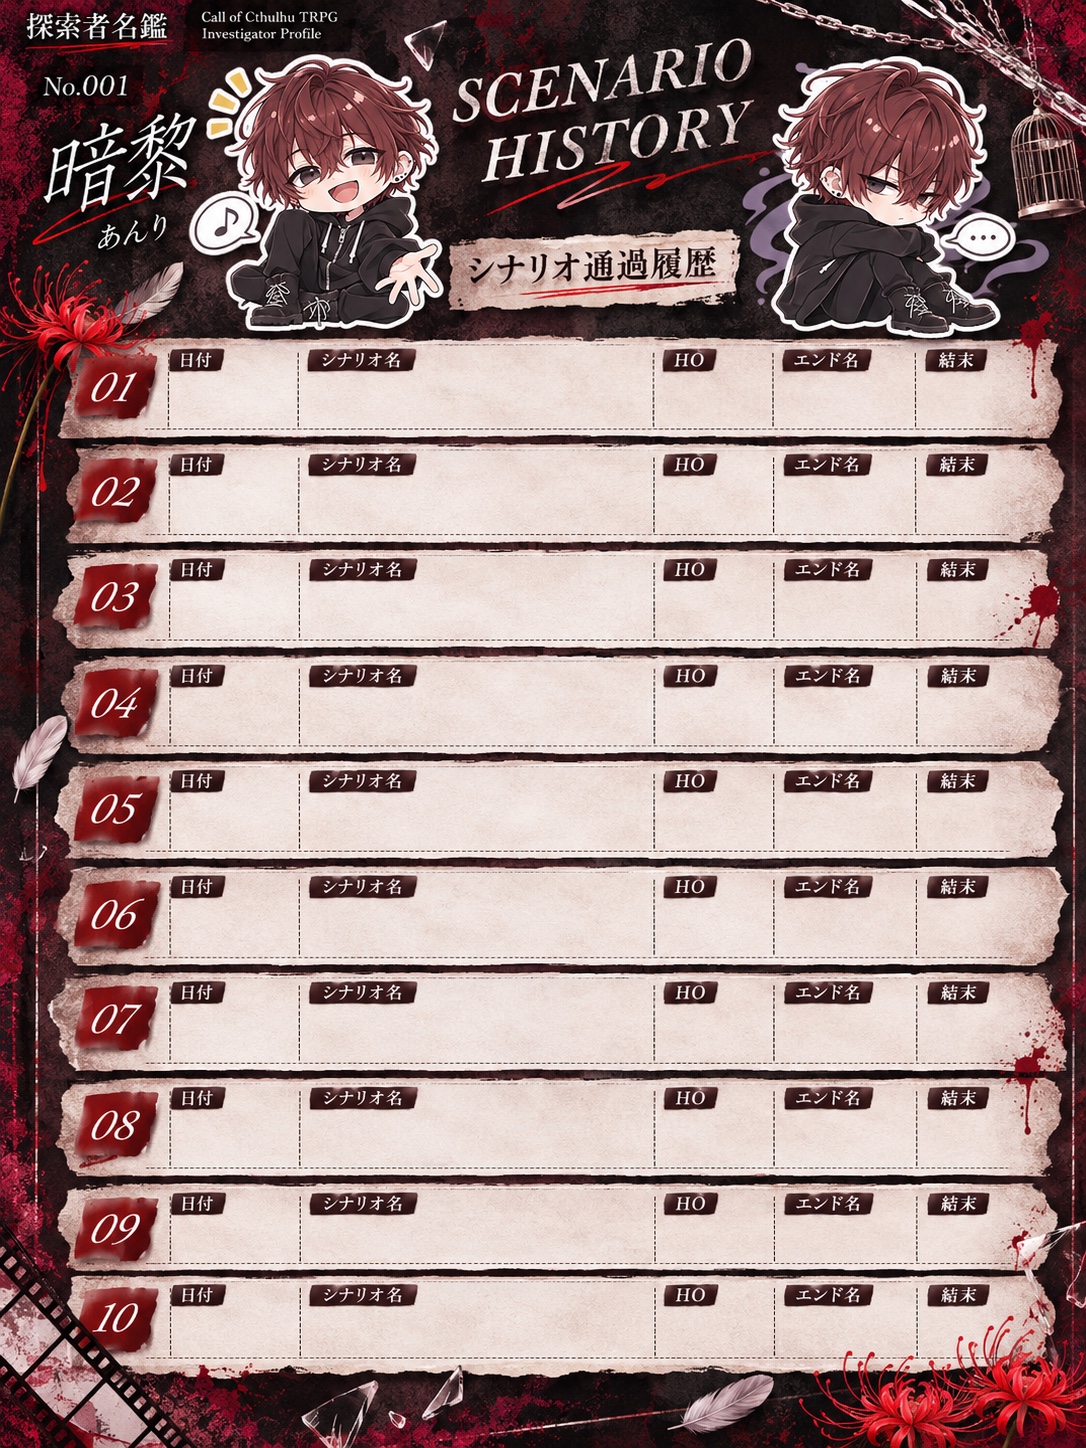 探索者名鑑
Call of Cthulhu TRPG
Investigator Profile
No.001
暗黎
あんり
♪
SCENARIO
HISTORY
シナリオ通過履歴
...
01 日付 シナリオ名 HO エンド名 結末
02 日付 シナリオ名 HO エンド名 結末
03 日付 シナリオ名 HO エンド名 結末
04 日付 シナリオ名 HO エンド名 結末
05 日付 シナリオ名 HO エンド名 結末
06 日付 シナリオ名 HO エンド名 結末
07 日付 シナリオ名 HO エンド名 結末
08 日付 シナリオ名 HO エンド名 結末
09 日付 シナリオ名 HO エンド名 結末
10 日付 シナリオ名 HO エンド名 結末